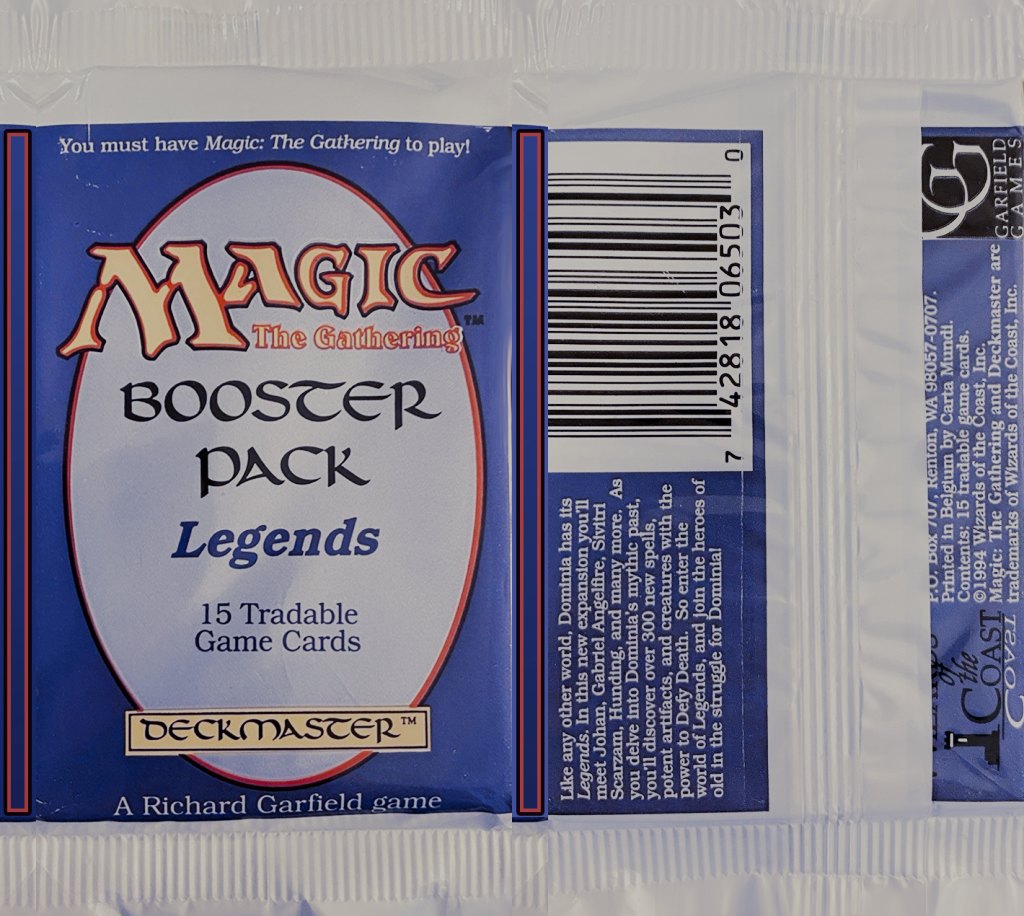 You must have Magic: The Gathering to play!
MAGIC
The Gathering™
BOOSTER
PACK
Legends
15 Tradable
Game Cards
DECKMASTER™
A Richard Garfield game
7 42818 06503 0
Like any other world, Dominia has its
Legends. In this new expansion you'll
meet Johan, Gabriel Angelfire, Sivitri
Scarzam, Hunding, and many more. As
you delve into Dominia's mythic past,
you'll discover over 300 new spells,
potent artifacts, and creatures with the
power to Defy Death. So enter the
world of Legends, and join the heroes of
old in the struggle for Dominia!
GG
GARFIELD
GAMES
of
the
COAST
P.O. Box 707, Renton, WA 98057-0707.
Printed in Belgium by Carta Mundi.
Contents: 15 tradable game cards.
©1994 Wizards of the Coast, Inc.
Magic: The Gathering and Deckmaster are
trademarks of Wizards of the Coast, Inc.